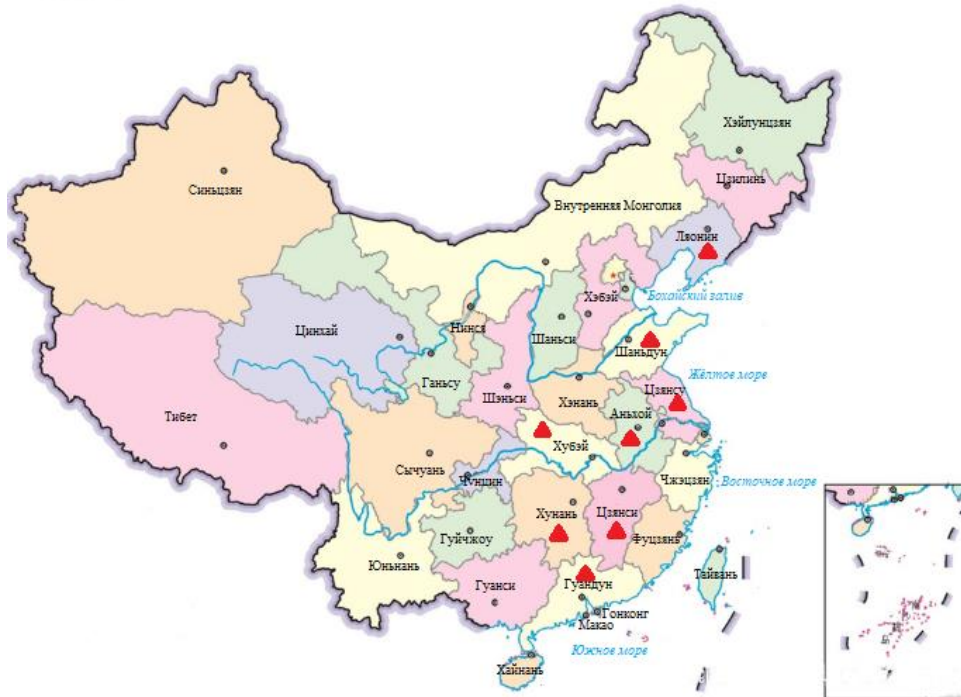 Хэйлунцзян
Цзилинь
Синьцзян
Внутренняя Монголия
Ляонин
Бохайский залив
Хэбэй
Нинся
Цинхай
Шаньси
Шаньдун
Ганьсу
Жёлтое море
Шэньси
Цзянсу
Хэнань
Тибет
Аньхой
Хубэй
Сычуань
Чунцин
Чжэцзян
Восточное море
Хунань
Цзянси
Гуйчжоу
Фуцзянь
Юньнань
Тайвань
Гуанси
Гуандун
Гонконг
Макао
Южное море
Хайнань